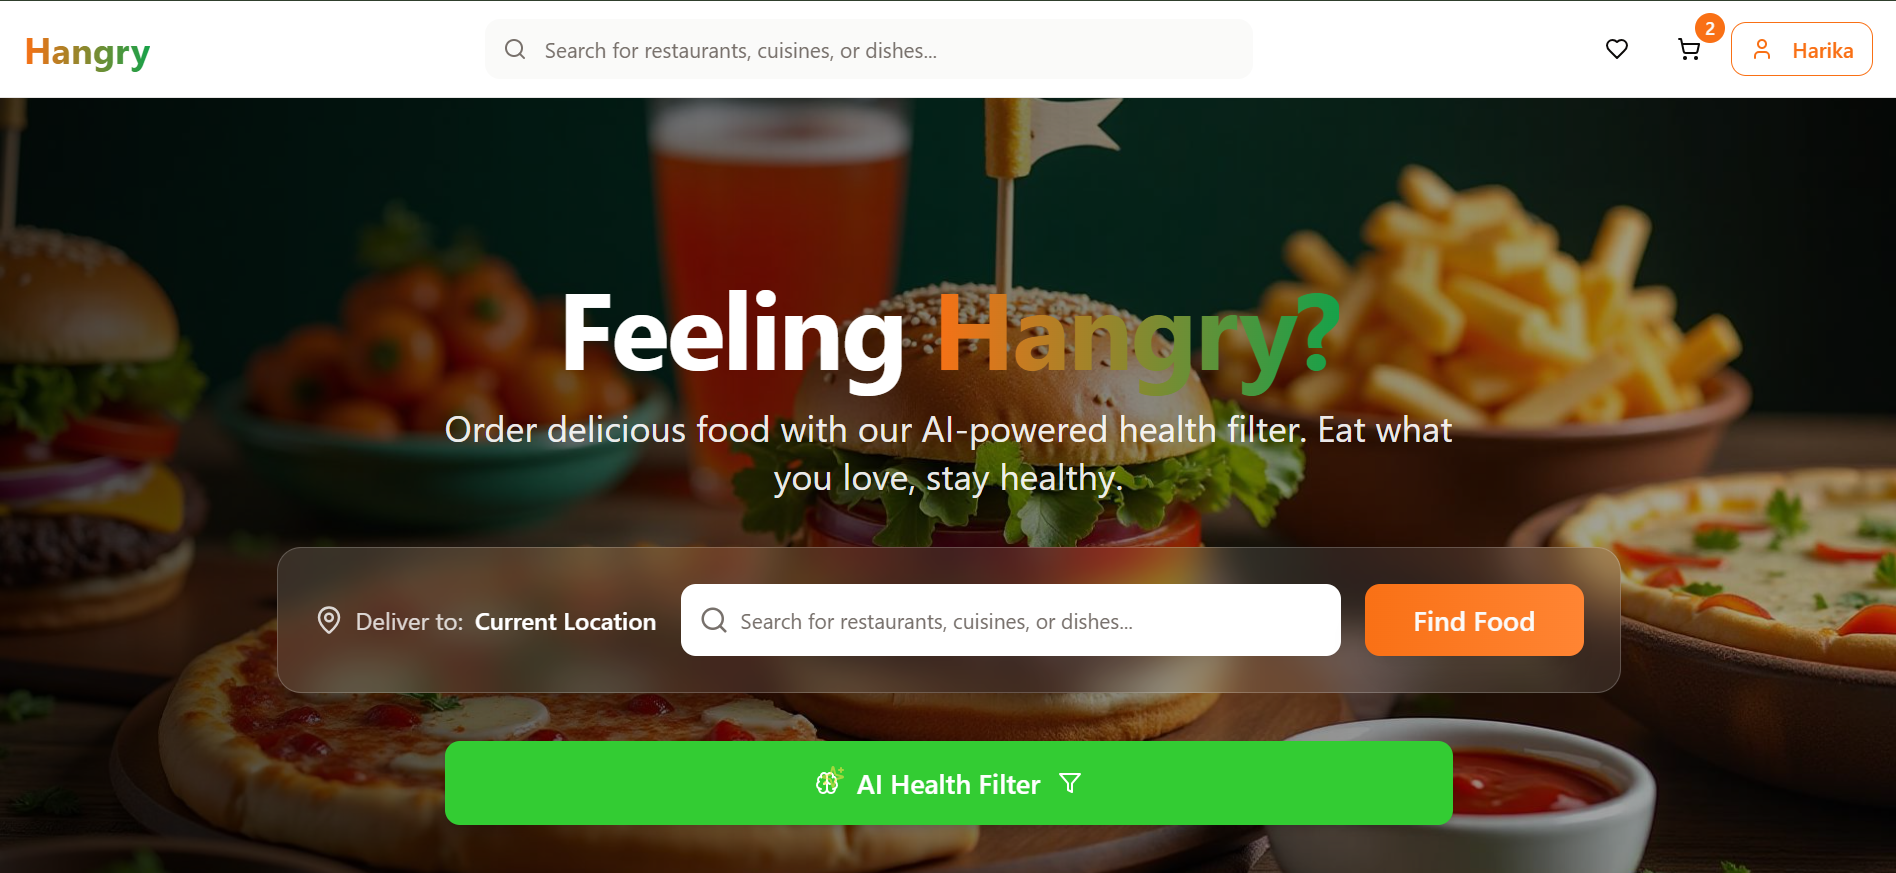 Hangry
Search for restaurants, cuisines, or dishes...
2
Harika
Feeling Hangry?
Order delicious food with our AI-powered health filter. Eat what
you love, stay healthy.
Deliver to: Current Location
Search for restaurants, cuisines, or dishes...
Find Food
AI Health Filter